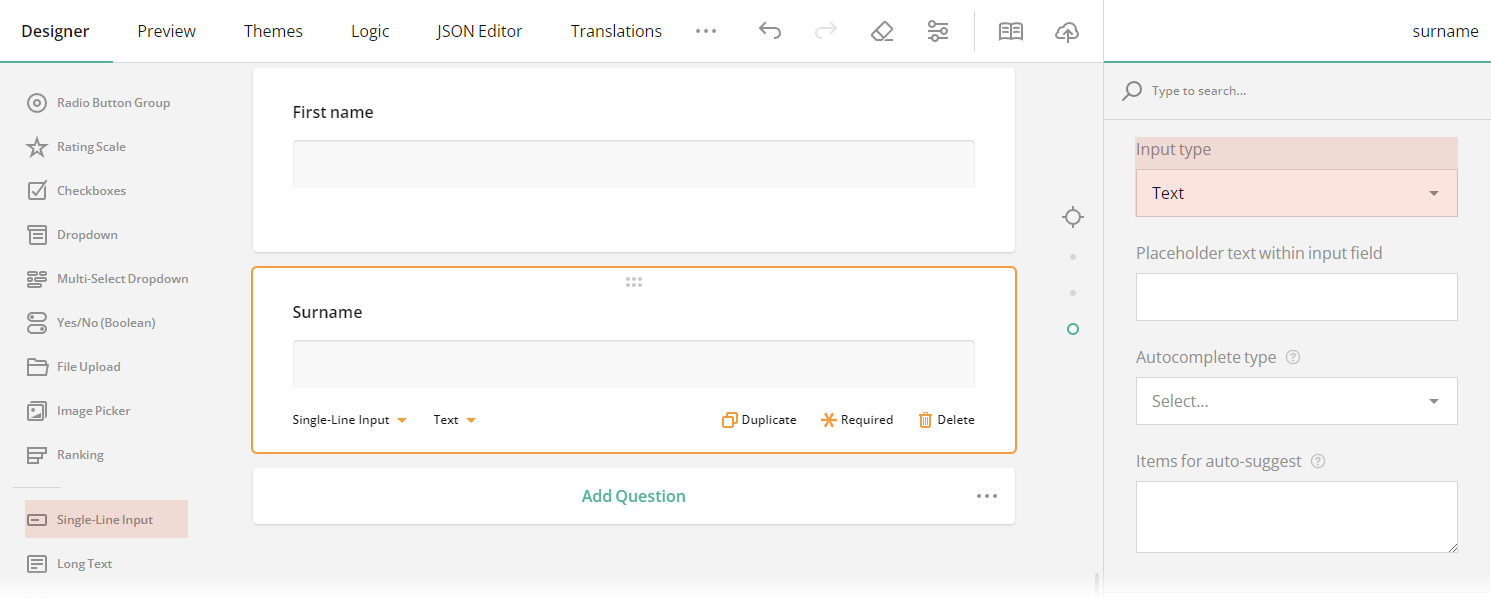 Designer Preview Themes Logic JSON Editor Translations surname
Radio Button Group
Rating Scale
Checkboxes
Dropdown
Multi-Select Dropdown
Yes/No (Boolean)
File Upload
Image Picker
Ranking
Single-Line Input
Long Text
First name
Surname
Single-Line Input Text Duplicate Required Delete
Add Question
Type to search...
Input type
Text
Placeholder text within input field
Autocomplete type ?
Select...
Items for auto-suggest ?